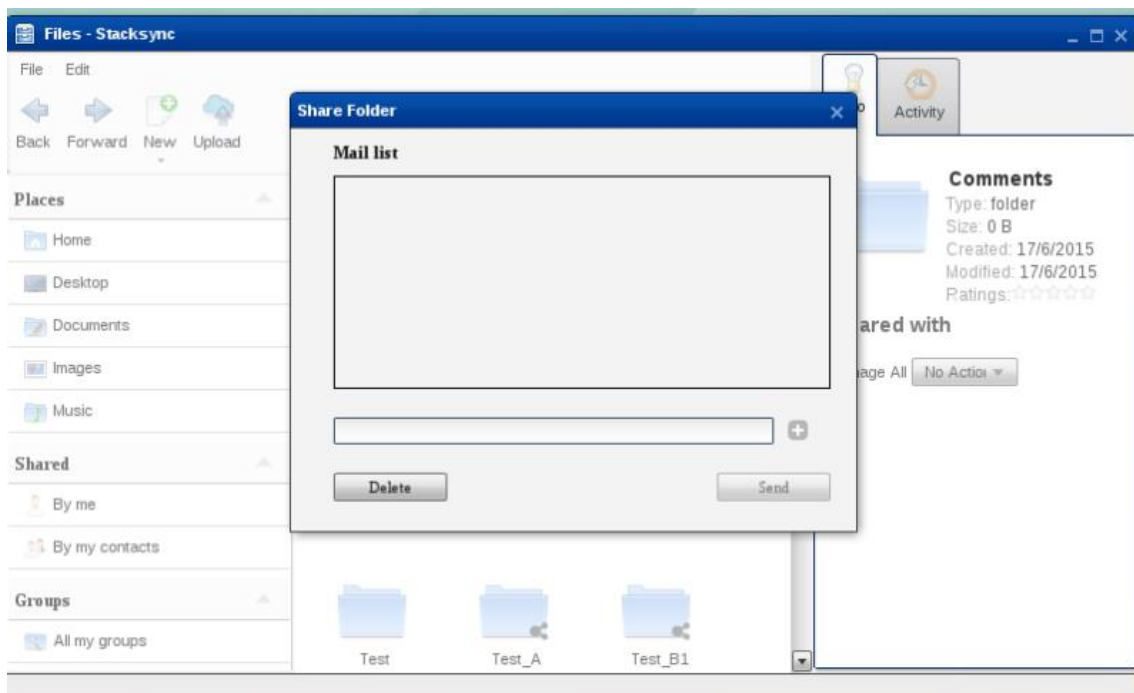 Files - Stacksync
File Edit
Back Forward New Upload
Places
Home
Desktop
Documents
Images
Music
Shared
By me
By my contacts
Groups
All my groups
Share Folder
Mail list
Delete Send
Test Test_A Test_B1
Activity
Comments
Type: folder
Size: 0 B
Created: 17/6/2015
Modified: 17/6/2015
Ratings:
ared with
age All No Action